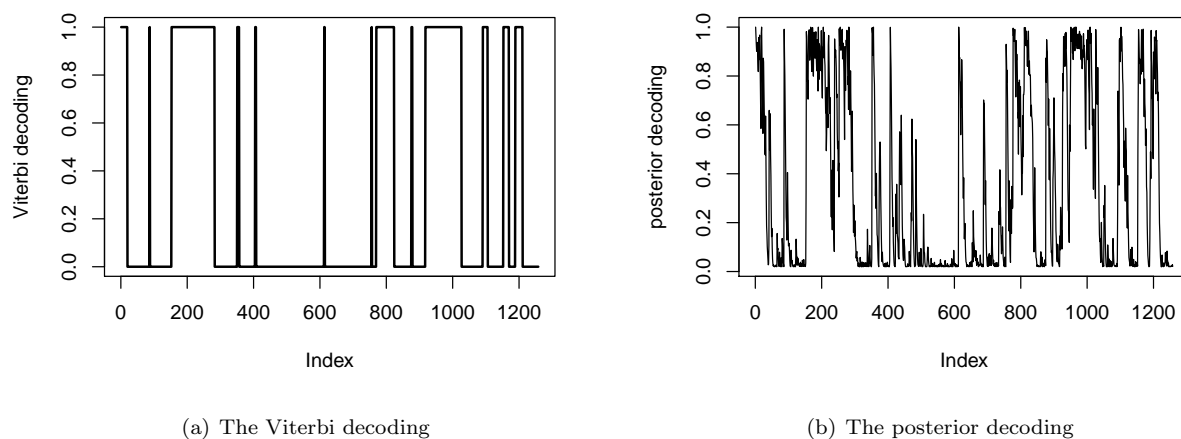 Viterbi decoding
1.0
0.8
0.6
0.4
0.2
0.0
0 200 400 600 800 1000 1200
Index
(a) The Viterbi decoding
posterior decoding
1.0
0.8
0.6
0.4
0.2
0.0
0 200 400 600 800 1000 1200
Index
(b) The posterior decoding